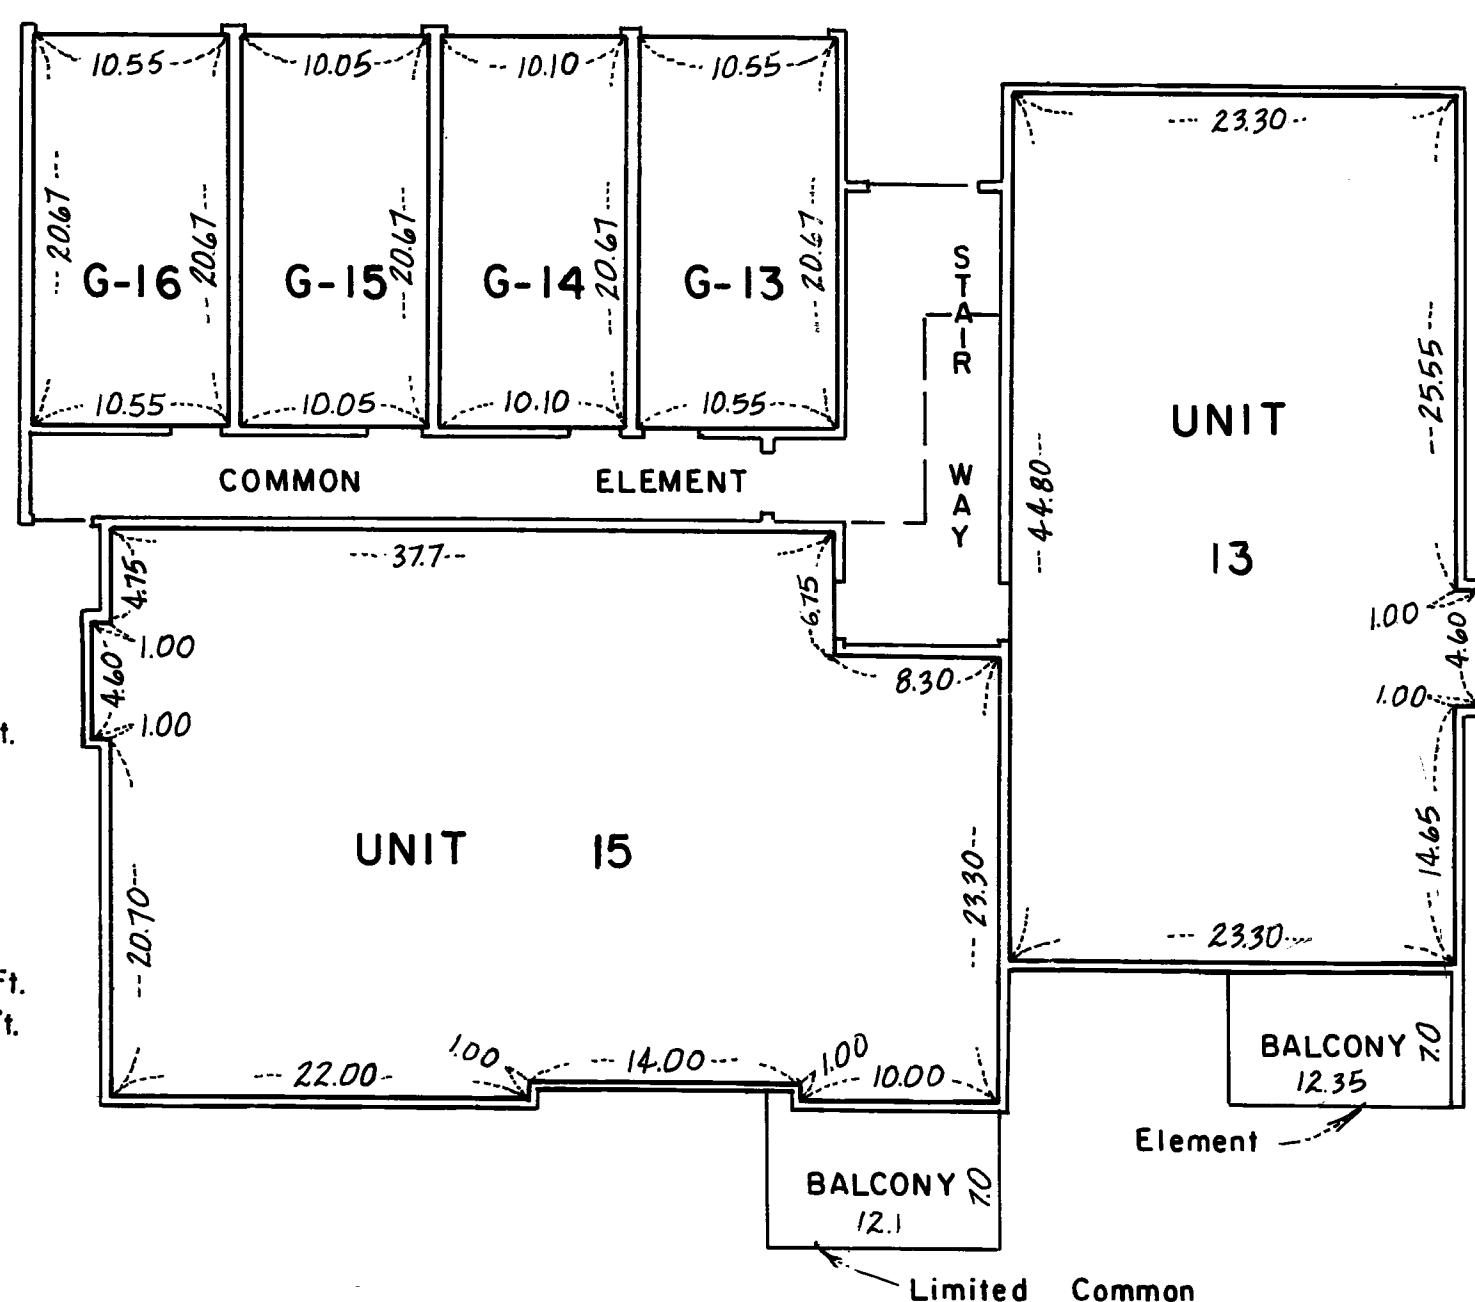 10.55 10.05 10.10 10.55
23.30
20.67 20.67 20.67 20.67 20.67
G-16 G-15 G-14 G-13
STAIR WAY
10.55 10.05 10.10 10.55
25.55
UNIT
13
44.80
COMMON ELEMENT
37.7
4.75
6.75
1.00
4.60
1.00
1.00
4.60
1.00
8.30
t.
UNIT 15
14.65
23.30
20.70
23.30
Ft.
Ft.
22.00 1.00 14.00 1.00 10.00
BALCONY 7.0
12.35
Element
BALCONY 7.0
12.1
Limited Common